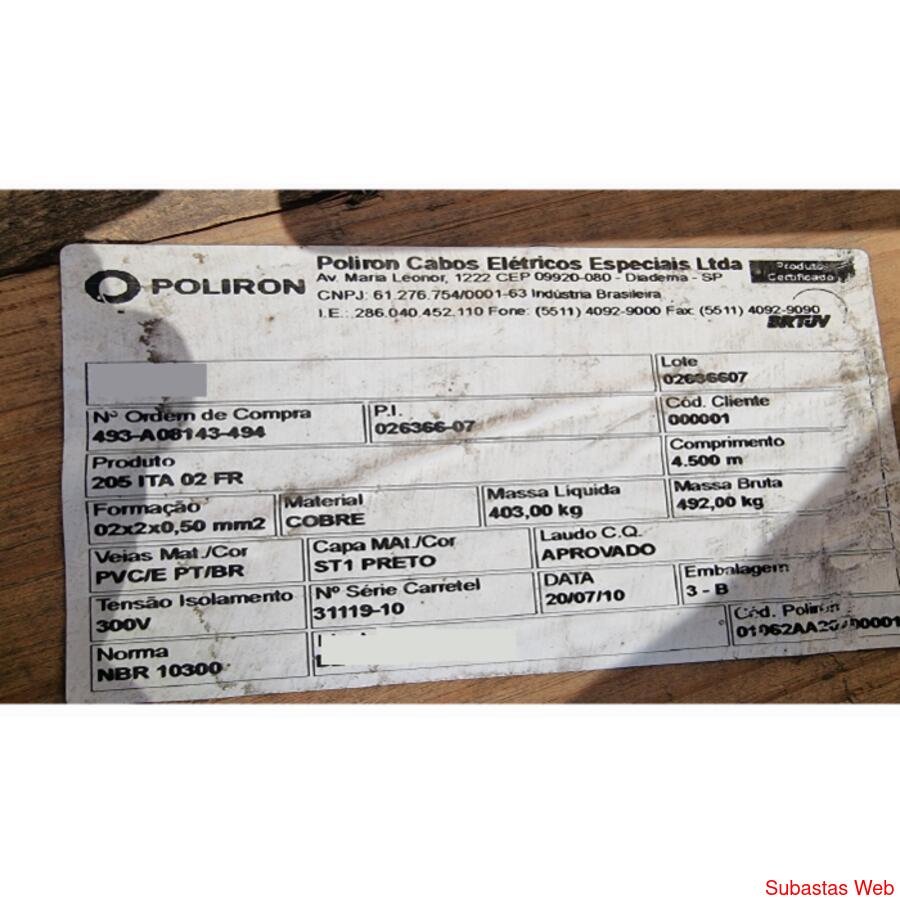 POLIRON
Poliron Cabos Elétricos Especiais Ltda
Av. Maria Leonor, 1222 CEP 09920-080 - Diadema - SP
CNPJ: 61.276.754/0001-63 Indústria Brasileira
I.E.: 286.040.452.110 Fone: (5511) 4092-9000 Fax (5511) 4092-9090
Produto
Certificado
BRTÜV
Lote
02636607
Nº Ordem de Compra
493-A08143-494
P.I.
026366-07
Cód. Cliente
000001
Produto
205 ITA 02 FR
Comprimento
4.500 m
Formação
02x2x0,50 mm2
Material
COBRE
Massa Líquida
403,00 kg
Massa Bruta
492,00 kg
Veias Mat./Cor
PVC/E PT/BR
Capa MAt./Cor
ST1 PRETO
Laudo C.Q.
APROVADO
Tensão Isolamento
300V
Nº Série Carretel
31119-10
DATA
20/07/10
Embalagem
3 - B
Norma
NBR 10300
Cód. Poliron
Subastas Web